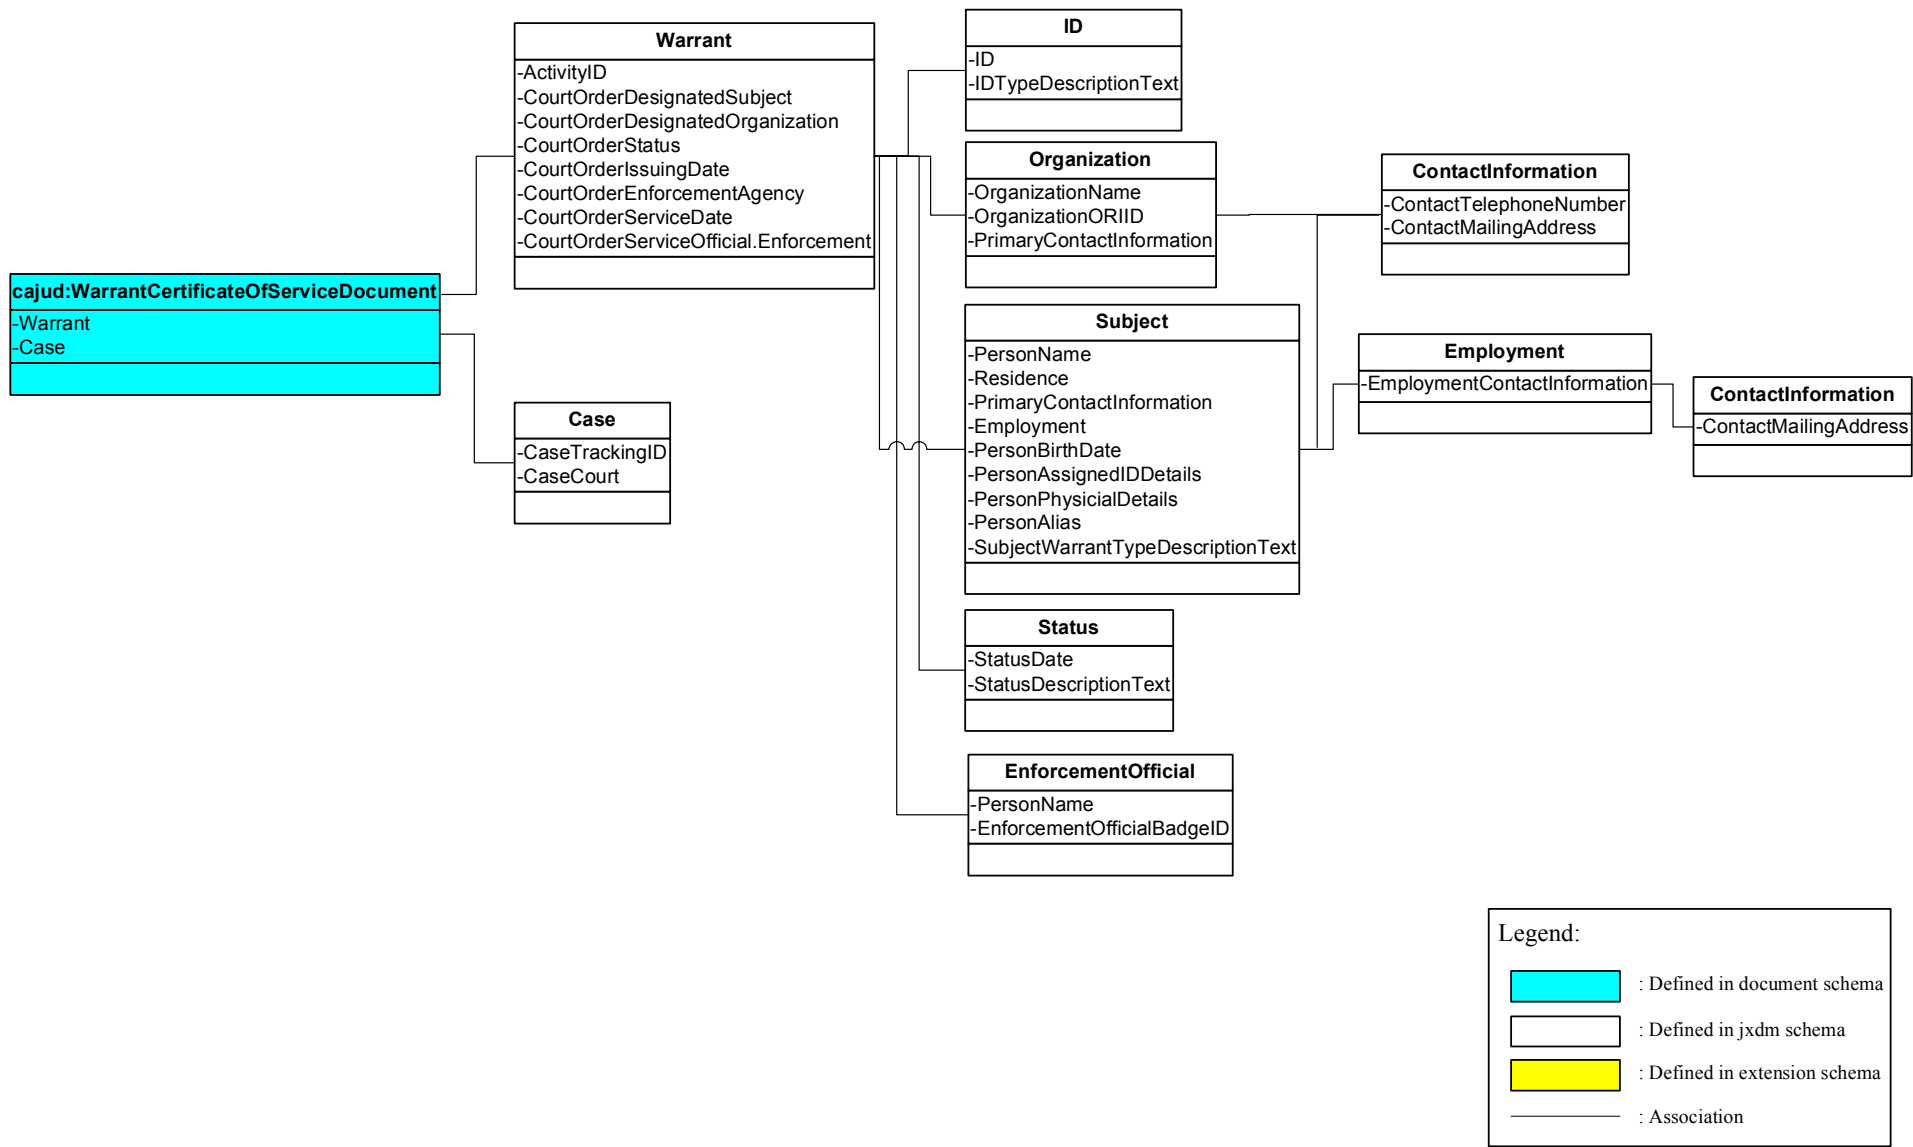 cajud:WarrantCertificateOfServiceDocument
-Warrant
-Case
Warrant
-ActivityID
-CourtOrderDesignatedSubject
-CourtOrderDesignatedOrganization
-CourtOrderStatus
-CourtOrderIssuingDate
-CourtOrderEnforcementAgency
-CourtOrderServiceDate
-CourtOrderServiceOfficial.Enforcement
Case
-CaseTrackingID
-CaseCourt
ID
-ID
-IDTypeDescriptionText
Organization
-OrganizationName
-OrganizationORIID
-PrimaryContactInformation
Subject
-PersonName
-Residence
-PrimaryContactInformation
-Employment
-PersonBirthDate
-PersonAssignedIDDetails
-PersonPhysicialDetails
-PersonAlias
-SubjectWarrantTypeDescriptionText
Status
-StatusDate
-StatusDescriptionText
EnforcementOfficial
-PersonName
-EnforcementOfficialBadgeID
ContactInformation
-ContactTelephoneNumber
-ContactMailingAddress
Employment
-EmploymentContactInformation
ContactInformation
-ContactMailingAddress
Legend:
: Defined in document schema
: Defined in jxdm schema
: Defined in extension schema
: Association